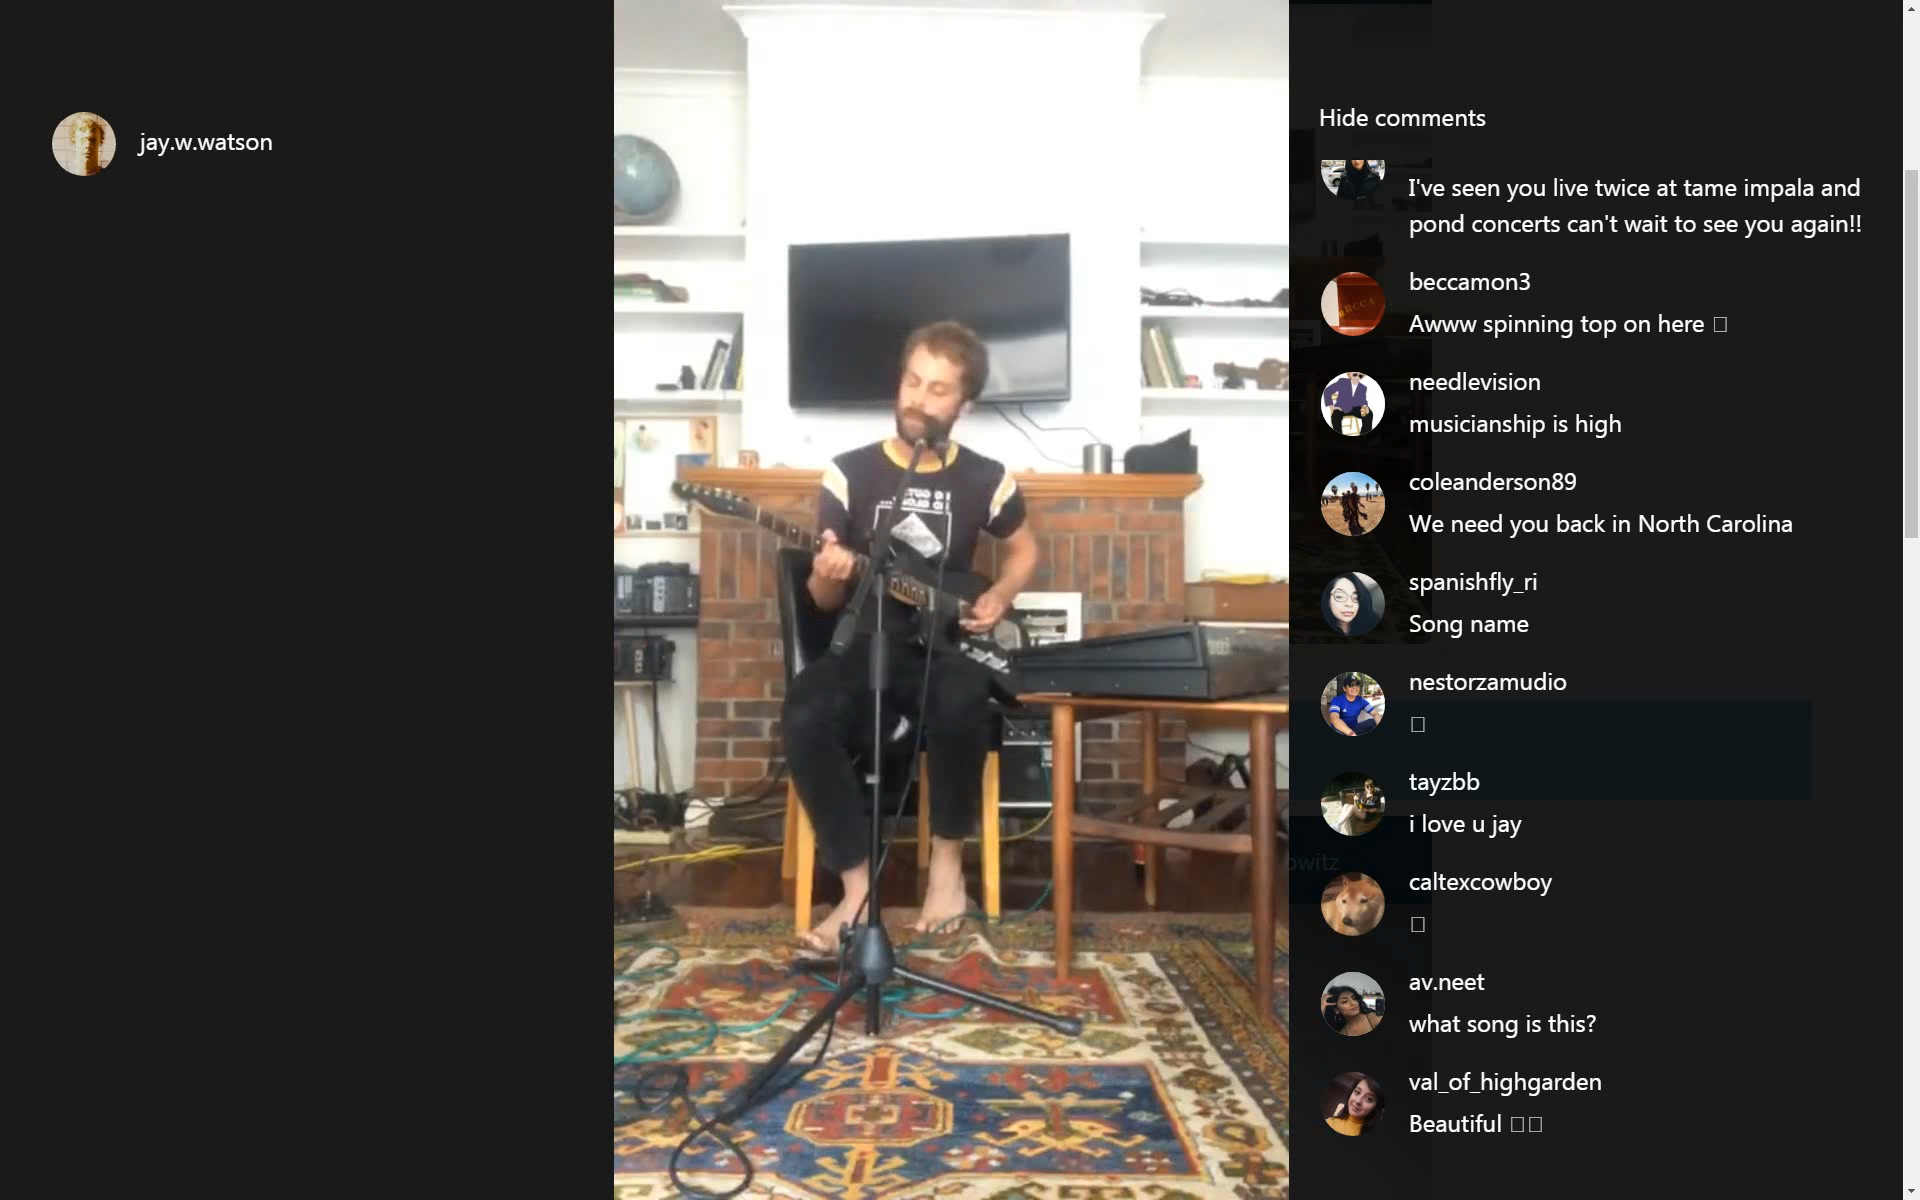 jay.w.watson
Hide comments
I've seen you live twice at tame impala and
pond concerts can't wait to see you again!!
beccamon3
Awww spinning top on here
needlevision
musicianship is high
coleanderson89
We need you back in North Carolina
spanishfly_ri
Song name
nestorzamudio
tayzbb
i love u jay
caltexcowboy
av.neet
what song is this?
val_of_highgarden
Beautiful